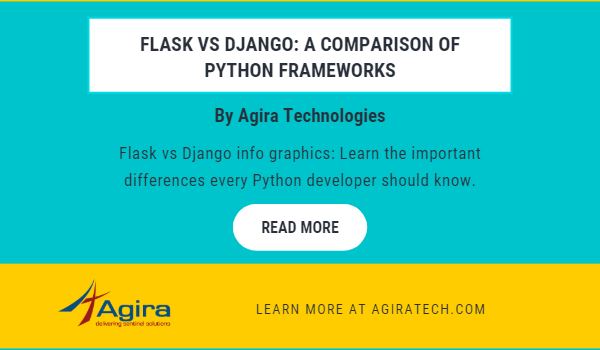 FLASK VS DJANGO: A COMPARISON OF
PYTHON FRAMEWORKS
By Agira Technologies
Flask vs Django info graphics: Learn the important
differences every Python developer should know.
READ MORE
Agira
delivering sentinel solutions
LEARN MORE AT AGIRATECH.COM